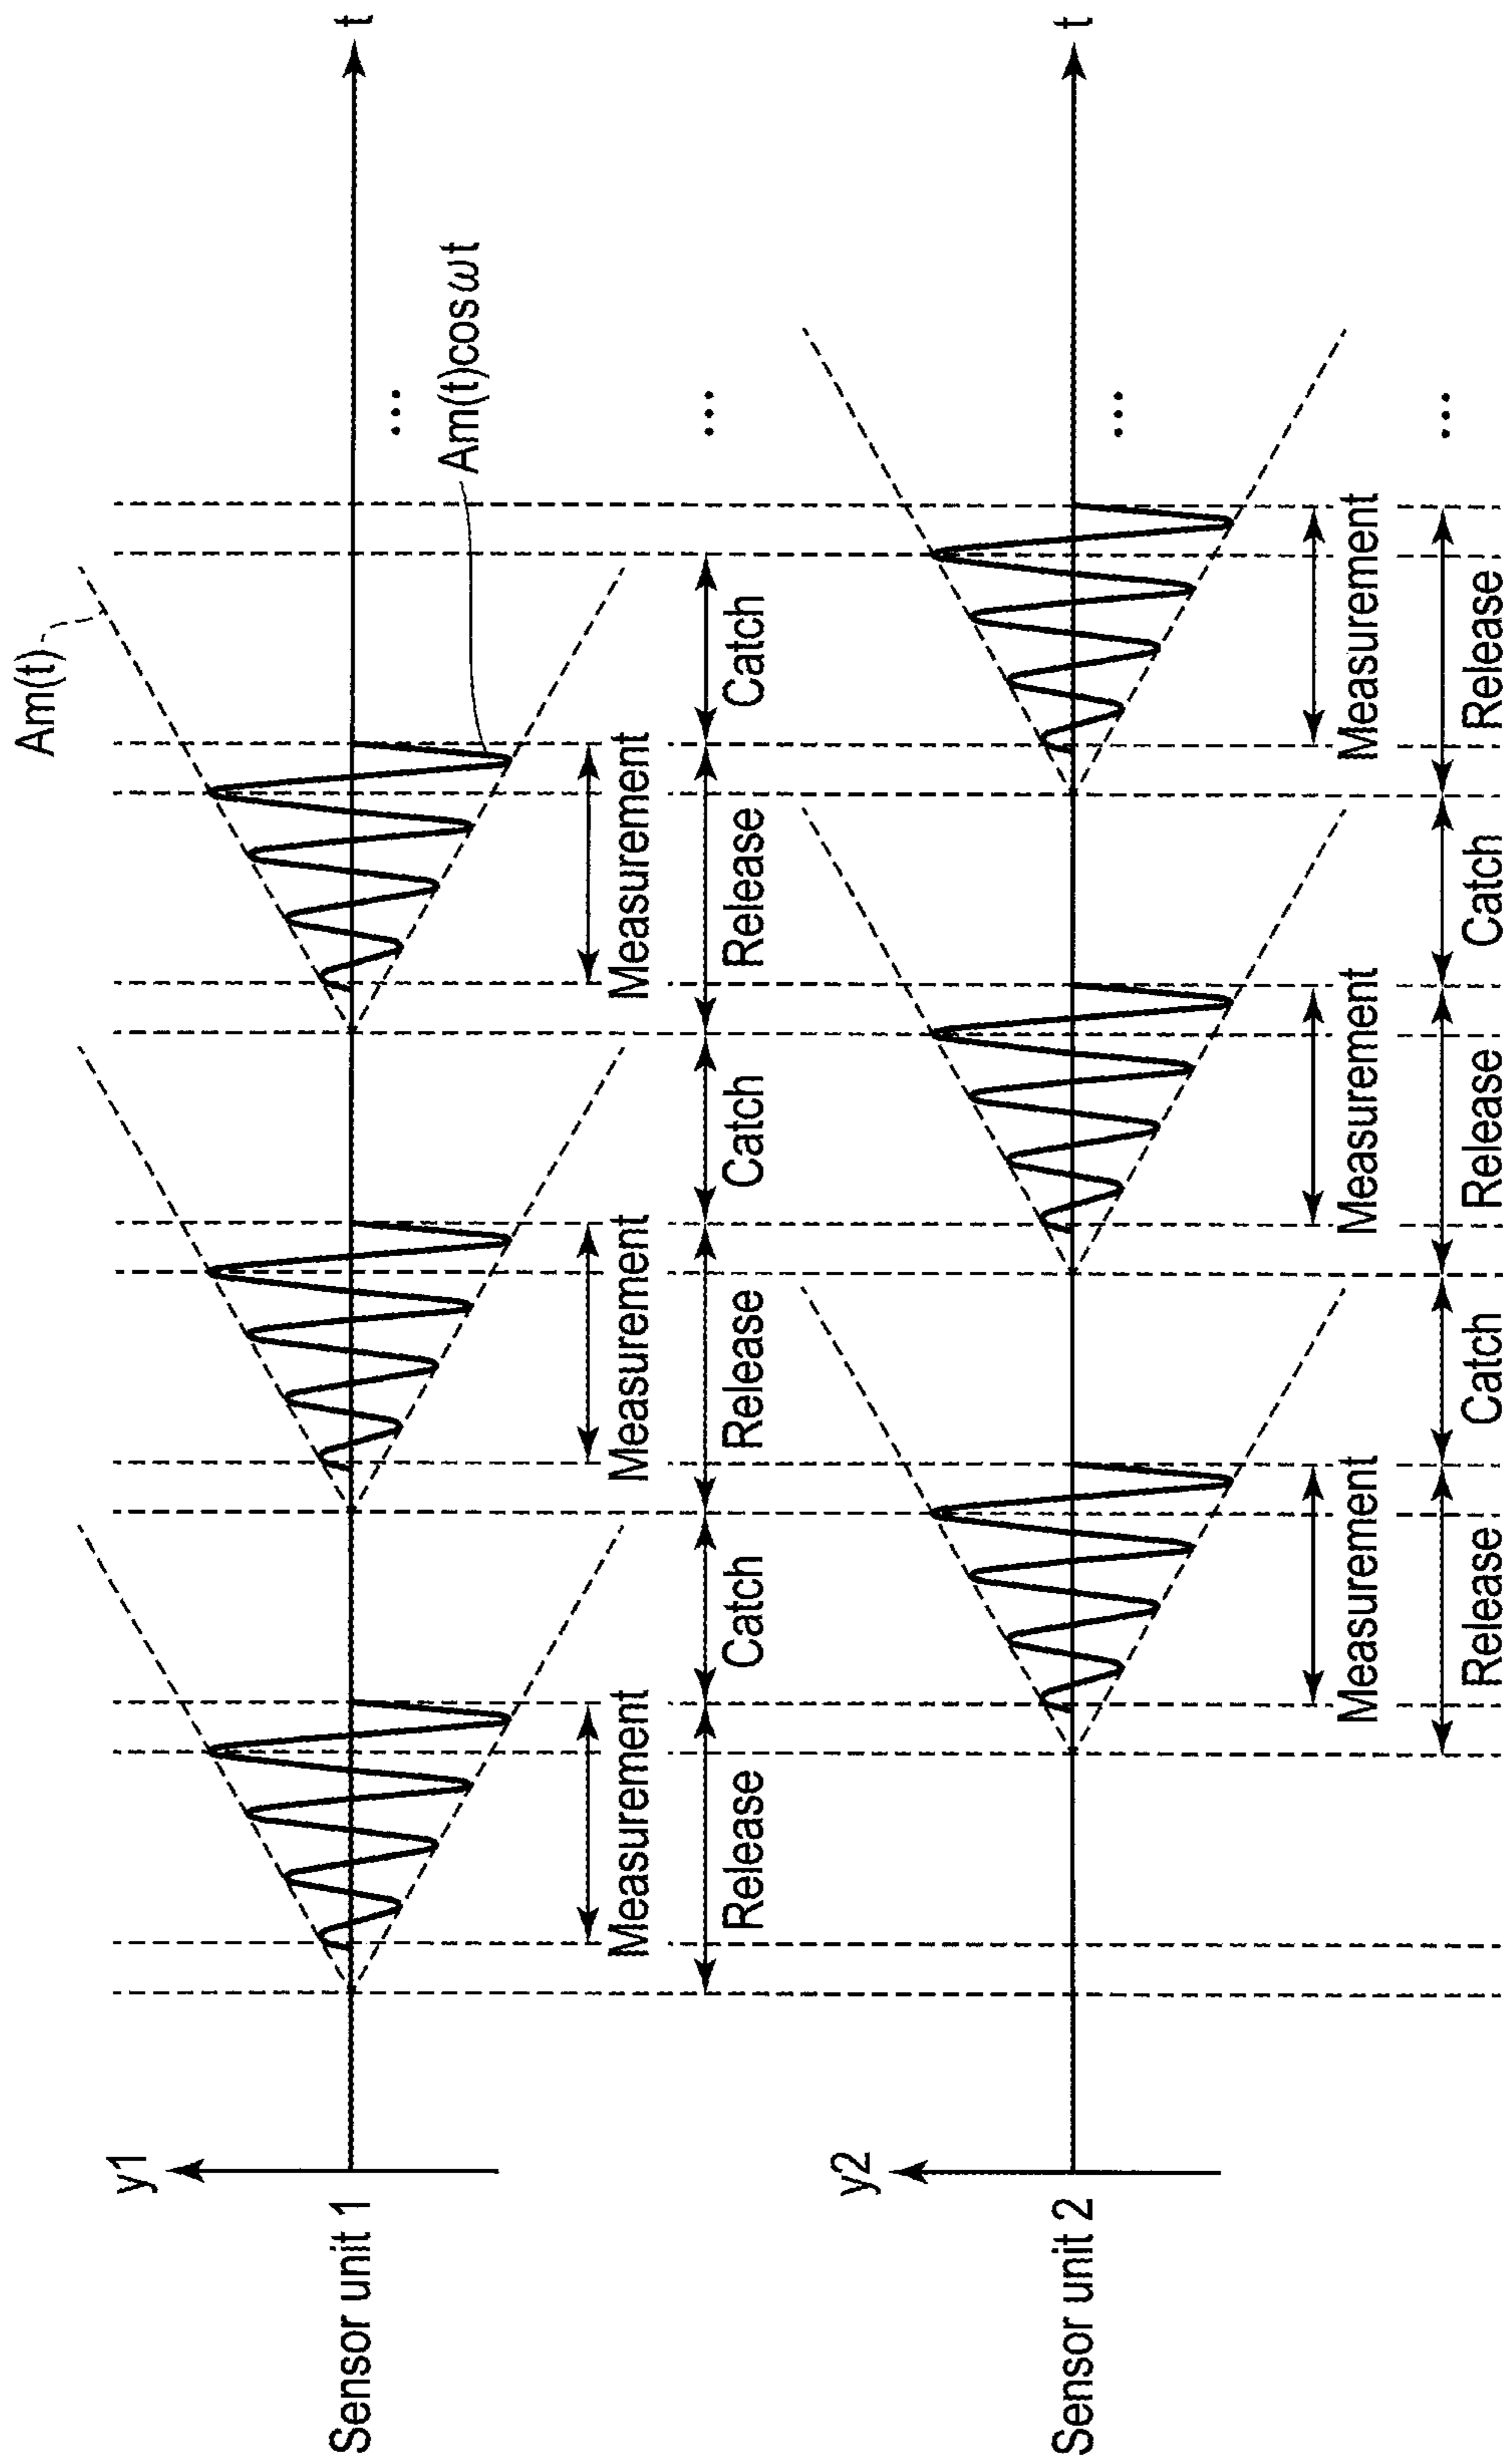 Am(t)
y1
Sensor unit 1
t
Am(t)cosωt
...
Measurement
Measurement
Measurement
Release
Catch
Release
Catch
Release
Catch
...
y2
Sensor unit 2
t
...
Measurement
Measurement
Measurement
Release
Catch
Release
Catch
Release
...